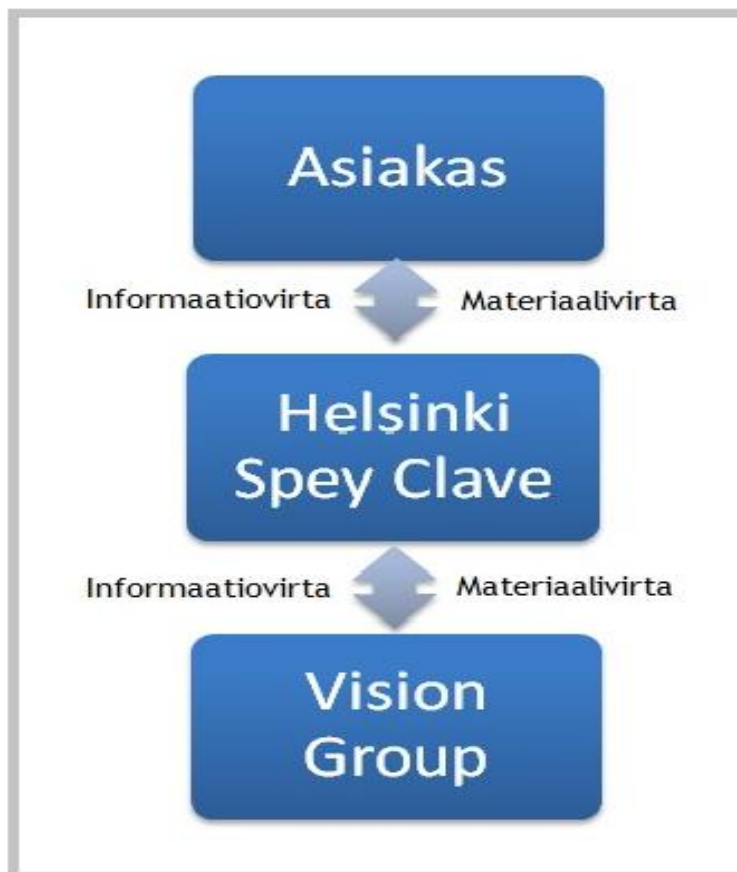 Asiakas
Informaatiovirta Materiaalivirta
Helsinki
Spey Clave
Informaatiovirta Materiaalivirta
Vision
Group